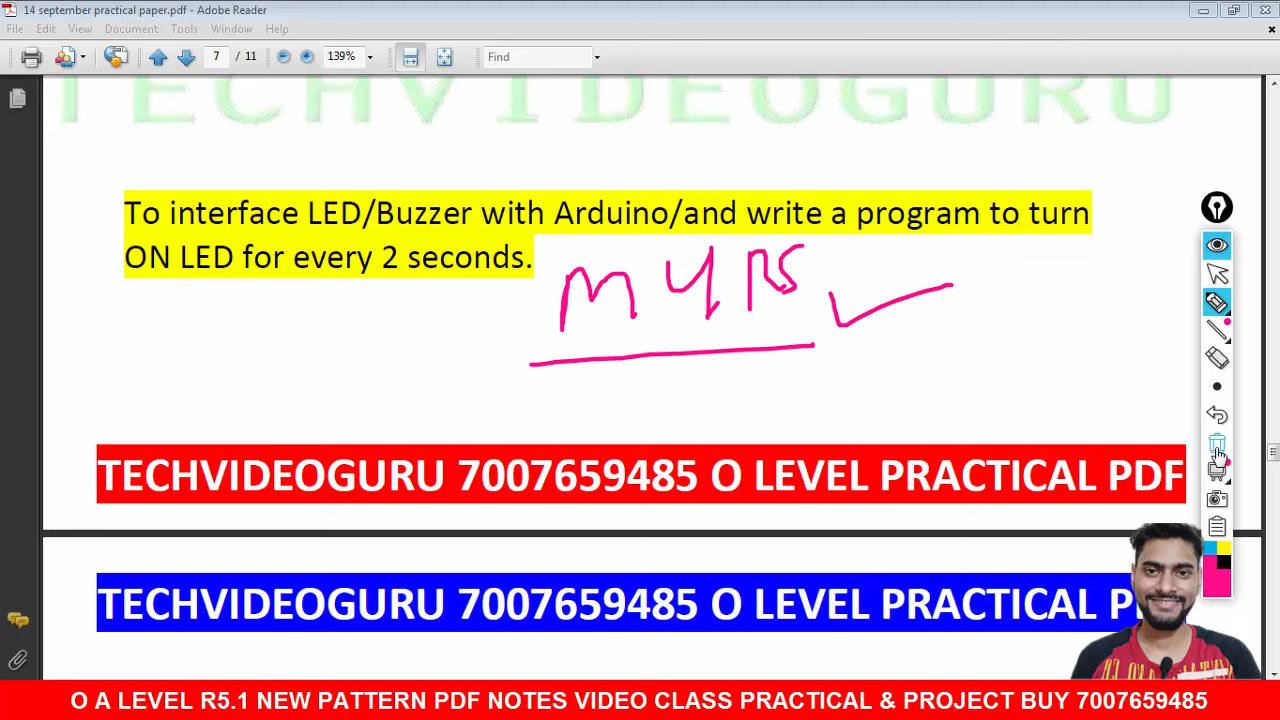 14 september practical paper.pdf - Adobe Reader
File Edit View Document Tools Window Help
7 / 11 139% Find
TECHVIDEOGURU
To interface LED/Buzzer with Arduino/and write a program to turn
ON LED for every 2 seconds.
M4R5
TECHVIDEOGURU 7007659485 O LEVEL PRACTICAL PDF
TECHVIDEOGURU 7007659485 O LEVEL PRACTICAL P
O A LEVEL R5.1 NEW PATTERN PDF NOTES VIDEO CLASS PRACTICAL & PROJECT BUY 7007659485